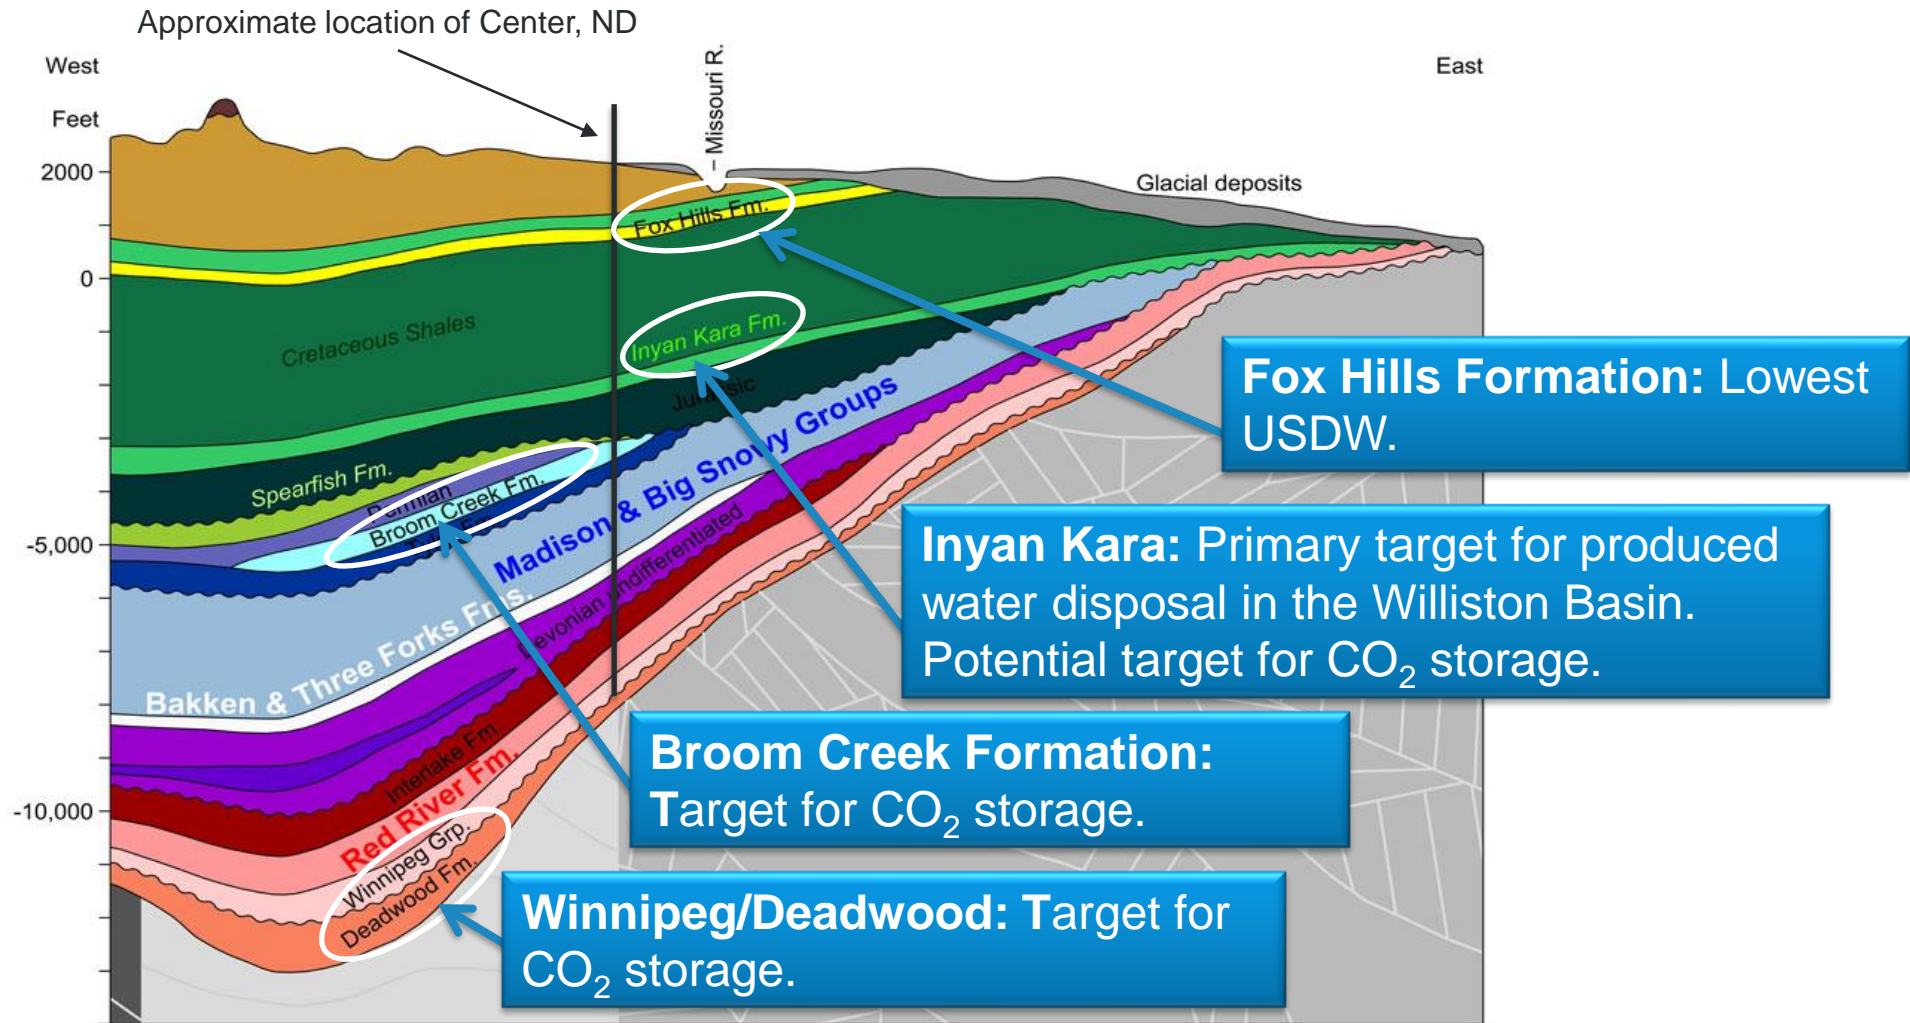 Approximate location of Center, ND
West
East
Feet
Missouri R.
2000
0
-5,000
-10,000
Glacial deposits
Fox Hills Fm.
Cretaceous Shales
Inyan Kara Fm.
Jurassic
Spearfish Fm.
Permian
Broom Creek Fm.
Madison & Big Snowy Groups
Bakken & Three Forks Fms.
Devonian undifferentiated
Interlake Fm.
Red River Fm.
Winnipeg Grp.
Deadwood Fm.
Fox Hills Formation: Lowest
USDW.
Inyan Kara: Primary target for produced
water disposal in the Williston Basin.
Potential target for CO₂ storage.
Broom Creek Formation:
Target for CO₂ storage.
Winnipeg/Deadwood: Target for
CO₂ storage.